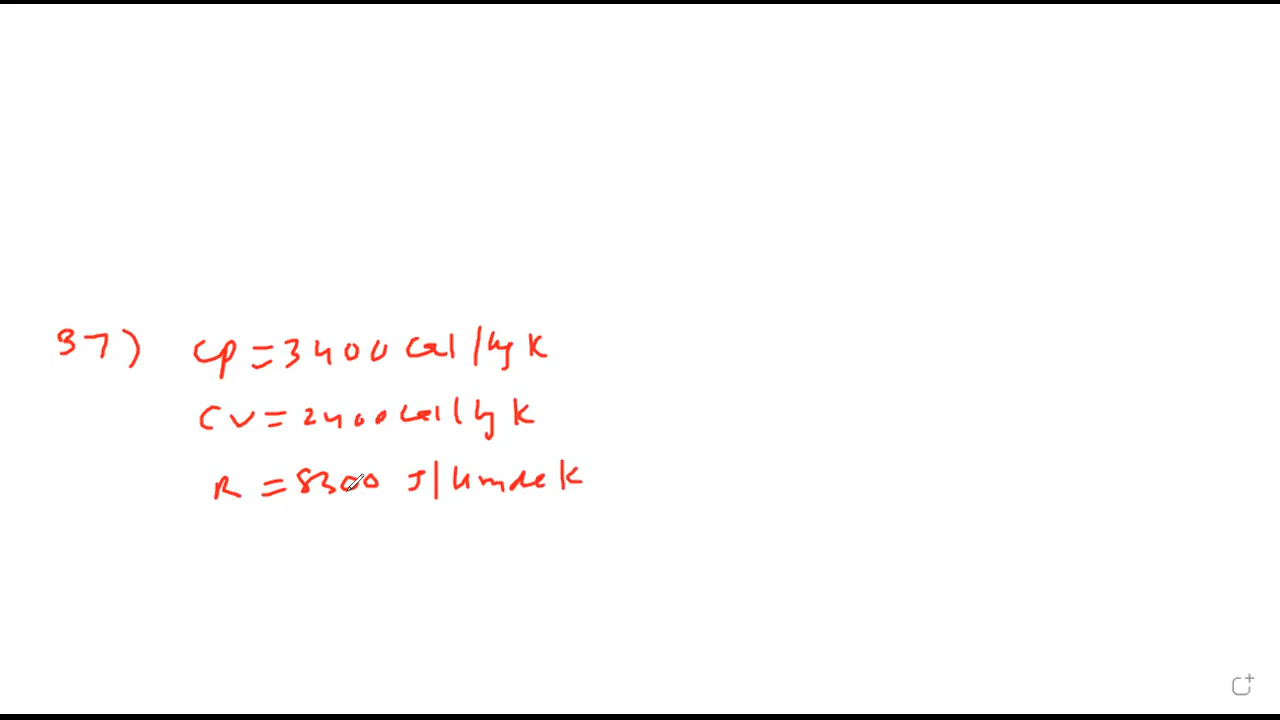 37) Cp = 3400 Cal/kg K
Cv = 2400 Cal/kg K
R = 8300 J/kmole K